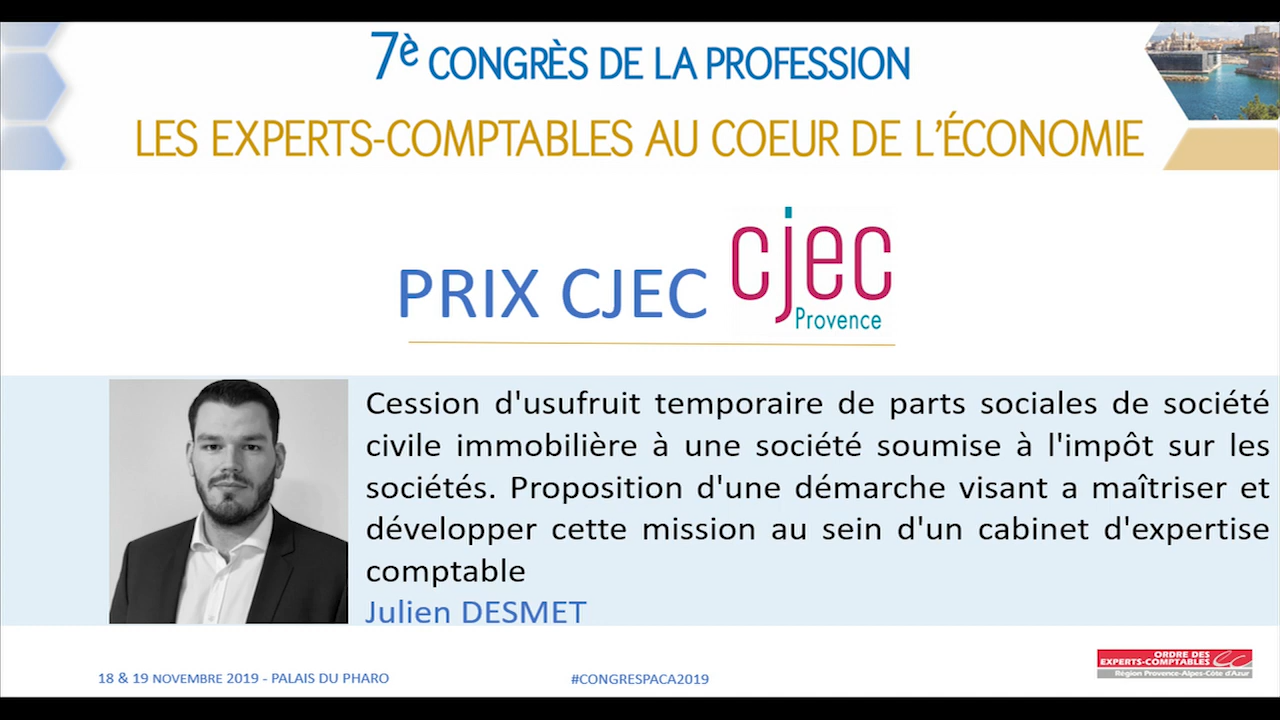 7è CONGRÈS DE LA PROFESSION
LES EXPERTS-COMPTABLES AU COEUR DE L'ÉCONOMIE
PRIX CJEC
cjec
Provence
Cession d'usufruit temporaire de parts sociales de société
civile immobilière à une société soumise à l'impôt sur les
sociétés. Proposition d'une démarche visant a maîtriser et
développer cette mission au sein d'un cabinet d'expertise
comptable
Julien DESMET
18 & 19 NOVEMBRE 2019 - PALAIS DU PHARO
#CONGRESPACA2019
ORDRE DES
EXPERTS-COMPTABLES
Région Provence-Alpes-Côte d'Azur